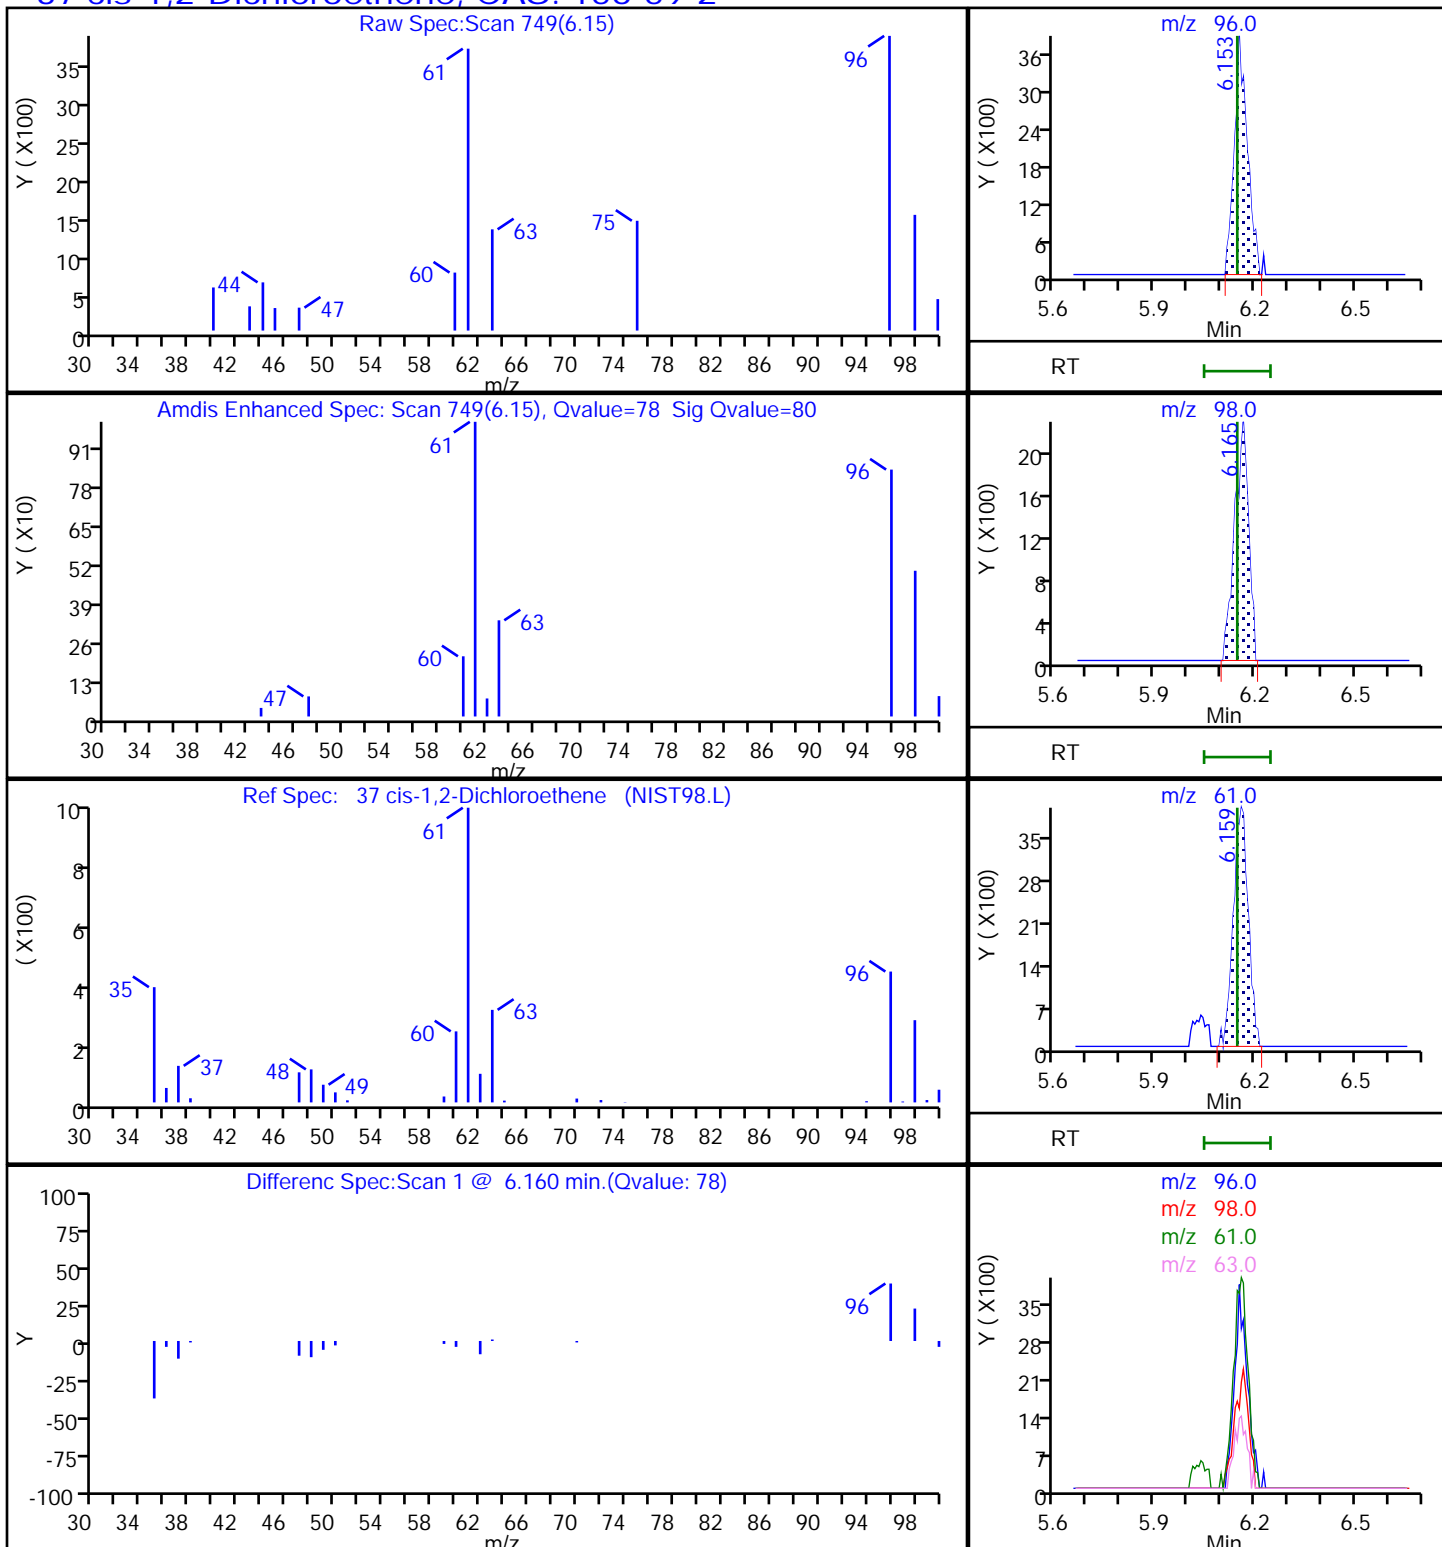 37 cis-1,2-Dichloroethene, CAS: 156-59-2
Raw Spec:Scan 749(6.15)
Y ( X100)
35
30
25
20
15
10
5
0
44
47
60
61
63
75
96
30 34 38 42 46 50 54 58 62 66 70 74 78 82 86 90 94 98
m/z
m/z 96.0
Y ( X100)
36
30
24
18
12
6
0
6.153
5.6 5.9 6.2 6.5
Min
RT
Amdis Enhanced Spec: Scan 749(6.15), Qvalue=78 Sig Qvalue=80
Y ( X10)
91
78
65
52
39
26
13
0
47
60
61
63
96
30 34 38 42 46 50 54 58 62 66 70 74 78 82 86 90 94 98
m/z
m/z 98.0
Y ( X100)
20
16
12
8
4
0
6.165
5.6 5.9 6.2 6.5
Min
RT
Ref Spec: 37 cis-1,2-Dichloroethene (NIST98.L)
( X100)
10
8
6
4
2
0
35
37
48
49
60
61
63
96
30 34 38 42 46 50 54 58 62 66 70 74 78 82 86 90 94 98
m/z 61.0
Y ( X100)
35
28
21
14
7
0
6.159
5.6 5.9 6.2 6.5
Min
RT
Differenc Spec:Scan 1 @ 6.160 min.(Qvalue: 78)
Y
100
75
50
25
0
-25
-50
-75
-100
96
30 34 38 42 46 50 54 58 62 66 70 74 78 82 86 90 94 98
m/z
m/z 96.0
m/z 98.0
m/z 61.0
m/z 63.0
Y ( X100)
35
28
21
14
7
0
5.6 5.9 6.2 6.5
Min